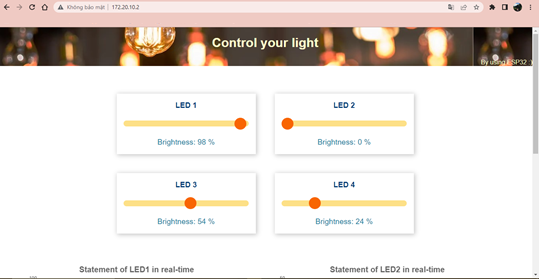 Không bảo mật | 172.20.10.2
Control your light
By using ESP32 :)
LED 1
Brightness: 98 %
LED 2
Brightness: 0 %
LED 3
Brightness: 54 %
LED 4
Brightness: 24 %
Statement of LED1 in real-time
Statement of LED2 in real-time